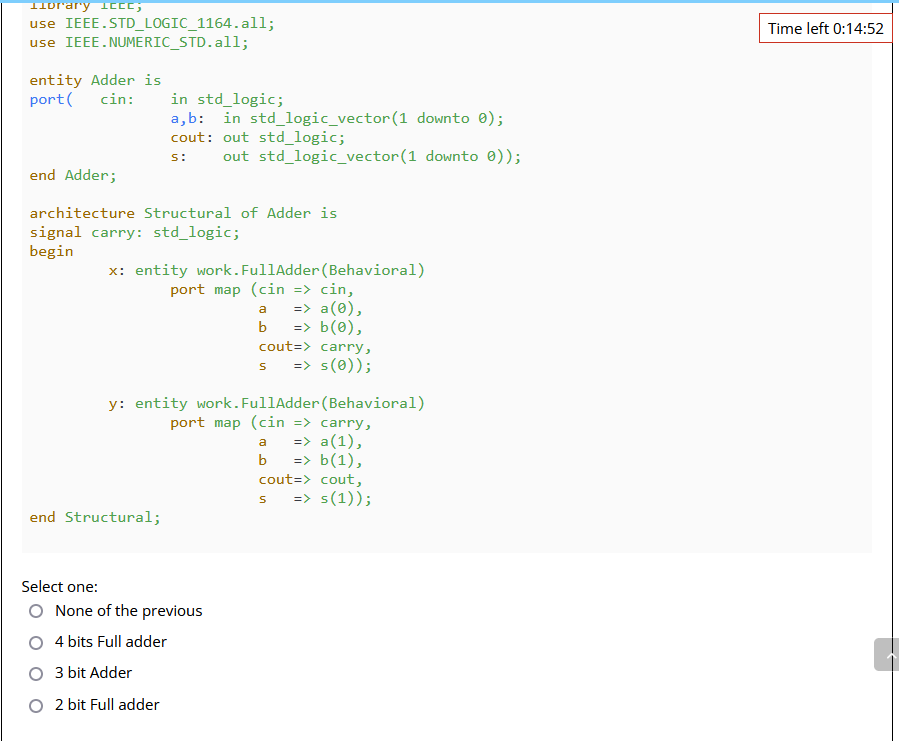 library IEEE;
use IEEE.STD_LOGIC_1164.all;
Time left 0:14:52
use IEEE.NUMERIC_STD.all;
entity Adder is
port( cin: in std_logic;
a,b: in std_logic_vector(1 downto 0);
cout: out std_logic;
s: out std_logic_vector(1 downto 0));
end Adder;
architecture Structural of Adder is
signal carry: std_logic;
begin
x: entity work.FullAdder(Behavioral)
port map (cin => cin,
a => a(0),
b => b(0),
cout=> carry,
s => s(0));
y: entity work.FullAdder(Behavioral)
port map (cin => carry,
a => a(1),
b => b(1),
cout=> cout,
s => s(1));
end Structural;
Select one:
None of the previous
4 bits Full adder
3 bit Adder
2 bit Full adder